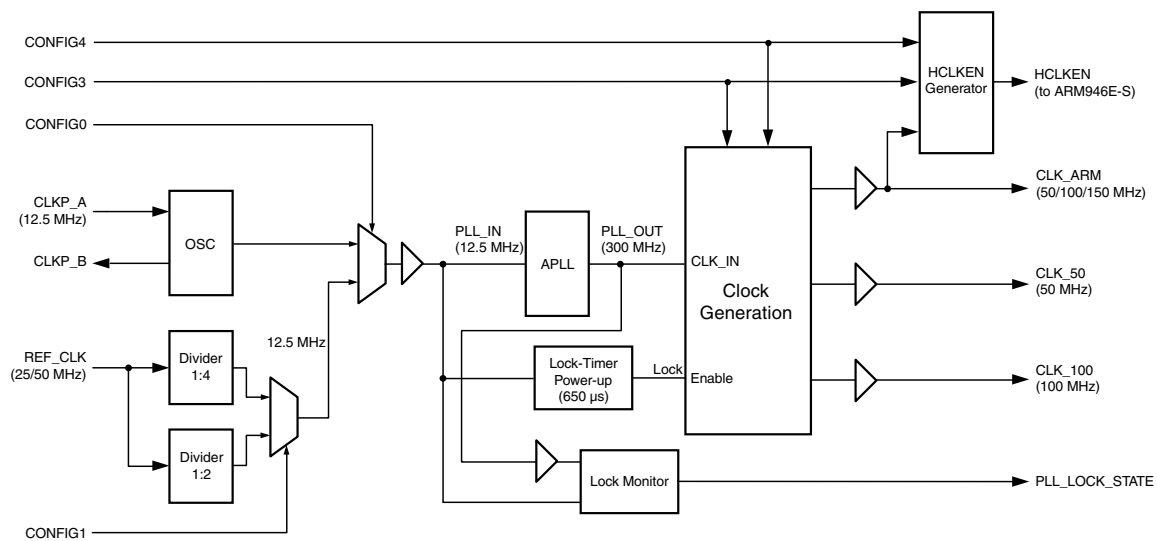 CONFIG4
CONFIG3
CONFIG0
HCLKEN
Generator
HCLKEN
(to ARM946E-S)
CLKP_A
(12.5 MHz)
CLKP_B
OSC
PLL_IN
(12.5 MHz)
APLL
PLL_OUT
(300 MHz)
CLK_IN
Clock
Generation
Enable
CLK_ARM
(50/100/150 MHz)
CLK_50
(50 MHz)
CLK_100
(100 MHz)
12.5 MHz
REF_CLK
(25/50 MHz)
Divider
1:4
Divider
1:2
Lock-Timer
Power-up
(650 µs)
Lock
Lock Monitor
PLL_LOCK_STATE
CONFIG1